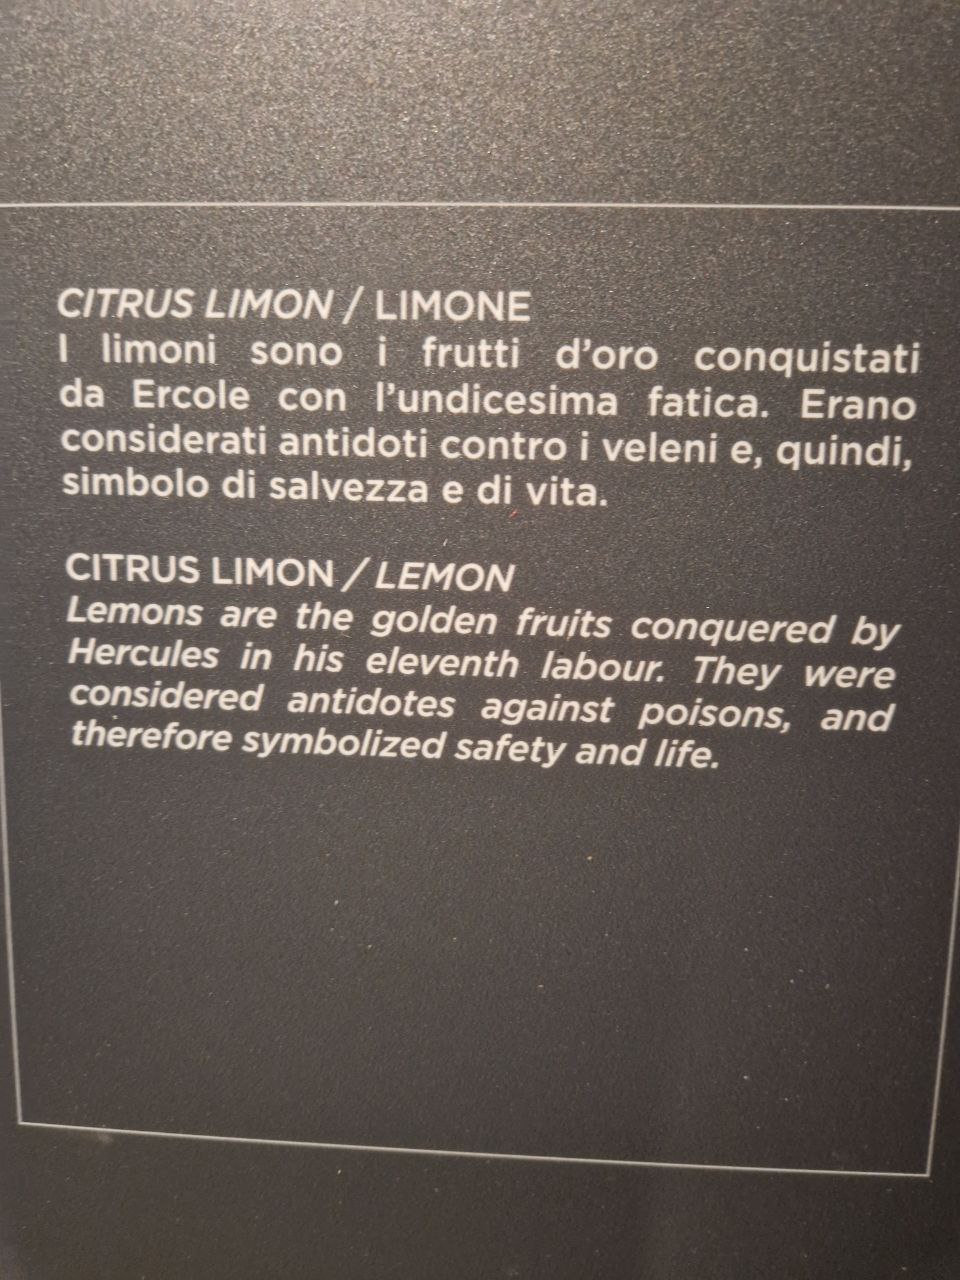 CITRUS LIMON / LIMONE
I limoni sono i frutti d'oro conquistati
da Ercole con l'undicesima fatica. Erano
considerati antidoti contro i veleni e, quindi,
simbolo di salvezza e di vita.
CITRUS LIMON / LEMON
Lemons are the golden fruits conquered by
Hercules in his eleventh labour. They were
considered antidotes against poisons, and
therefore symbolized safety and life.